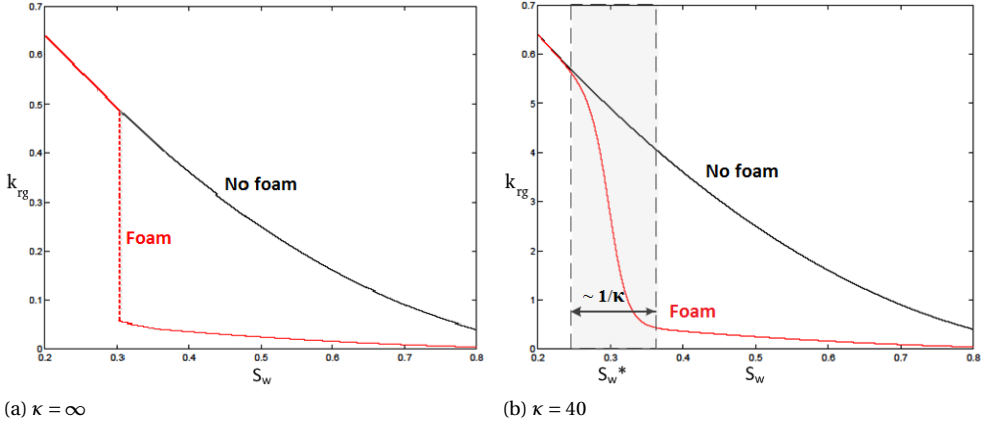 0.7
0.6
0.5
0.4
k_rg
0.3
0.2
0.1
0
0.2 0.3 0.4 0.5 0.6 0.7 0.8
S_w
No foam
Foam
(a) κ = ∞
0.7
0.6
5
4
k_rg
3
2
1
0
0.2 0.3 0.4 0.5 0.6 0.7 0.8
S_w* S_w
No foam
~ 1/κ
Foam
(b) κ = 40